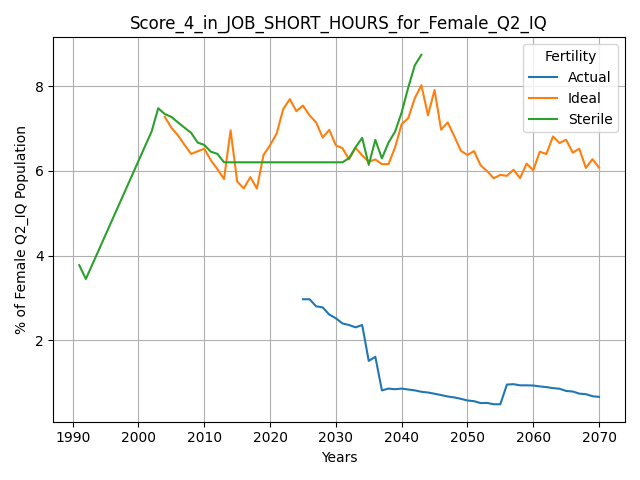 Score_4_in_JOB_SHORT_HOURS_for_Female_Q2_IQ
Fertility
Actual
Ideal
Sterile
% of Female Q2_IQ Population
8
6
4
2
1990 2000 2010 2020 2030 2040 2050 2060 2070
Years